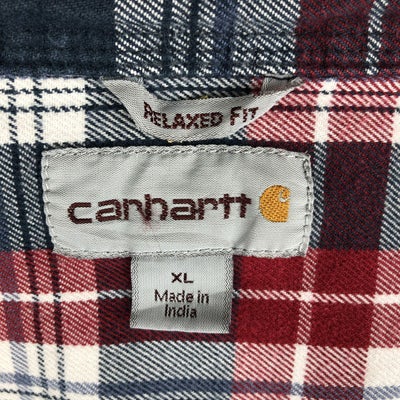 RELAXED FIT
carhartt
XL
Made in
India